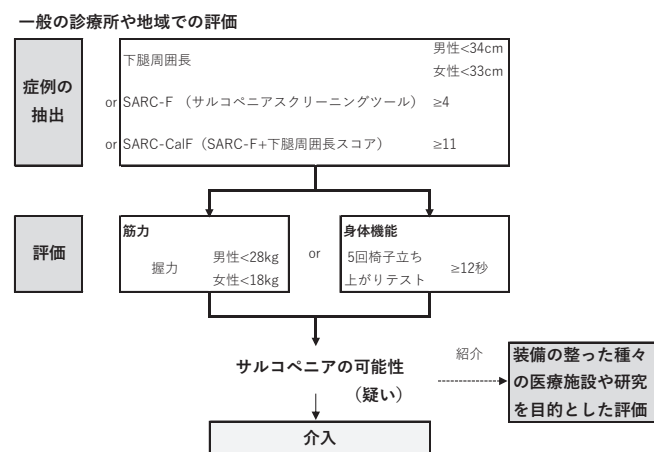 一般の診療所や地域での評価
症例の
抽出
下腿周囲長
男性<34cm
女性<33cm
or SARC-F （サルコペニアスクリーニングツール） ≥4
or SARC-CalF（SARC-F+下腿周囲長スコア） ≥11
評価
筋力
握力
男性<28kg
女性<18kg
or
身体機能
5回椅子立ち
上がりテスト
≥12秒
サルコペニアの可能性
（疑い）
紹介
装備の整った種々
の医療施設や研究
を目的とした評価
介入